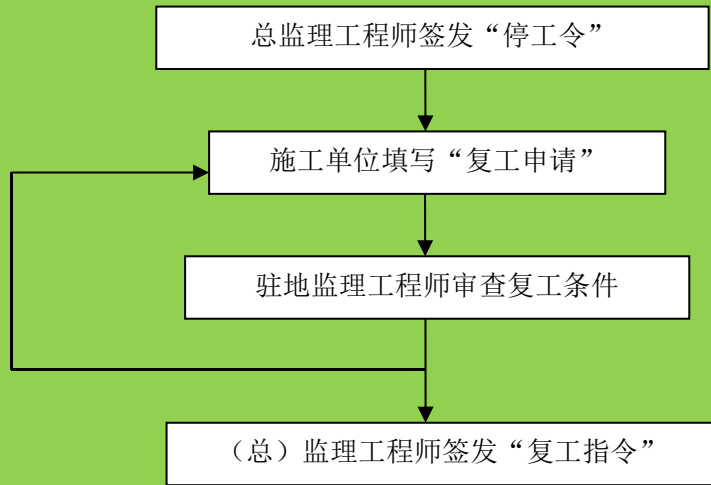 总监理工程师签发“停工令”
施工单位填写“复工申请”
驻地监理工程师审查复工条件
（总）监理工程师签发“复工指令”